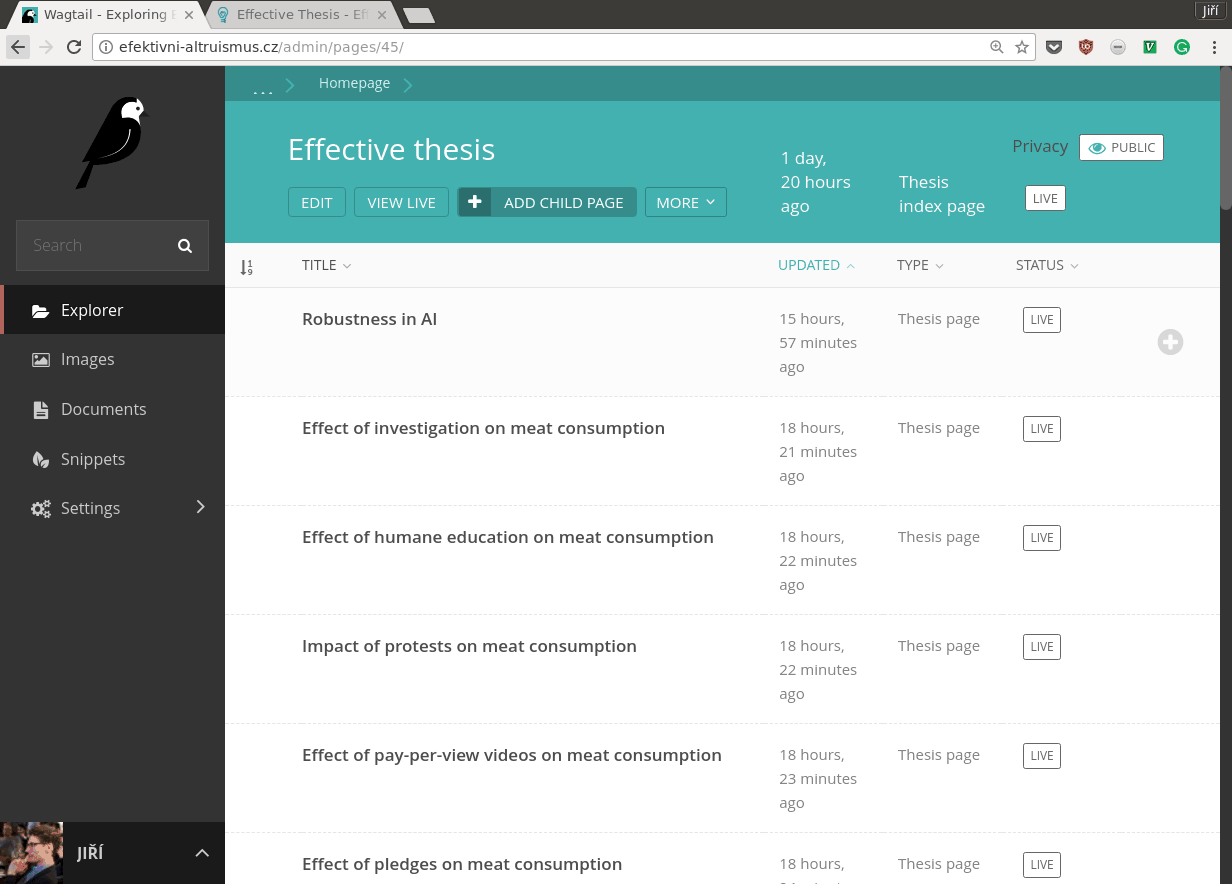 Wagtail - Exploring E
Effective Thesis - Ef
Jiří
efektivni-altruismus.cz/admin/pages/45/
... Homepage
Effective thesis
1 day,
20 hours
ago
Thesis
index page
Privacy PUBLIC
LIVE
EDIT VIEW LIVE ADD CHILD PAGE MORE
Search
Explorer
Images
Documents
Snippets
Settings
JIŘÍ
TITLE UPDATED TYPE STATUS
Robustness in AI
15 hours,
57 minutes
ago
Thesis page
LIVE
Effect of investigation on meat consumption
18 hours,
21 minutes
ago
Thesis page
LIVE
Effect of humane education on meat consumption
18 hours,
22 minutes
ago
Thesis page
LIVE
Impact of protests on meat consumption
18 hours,
22 minutes
ago
Thesis page
LIVE
Effect of pay-per-view videos on meat consumption
18 hours,
23 minutes
ago
Thesis page
LIVE
Effect of pledges on meat consumption
18 hours,
Thesis page
LIVE